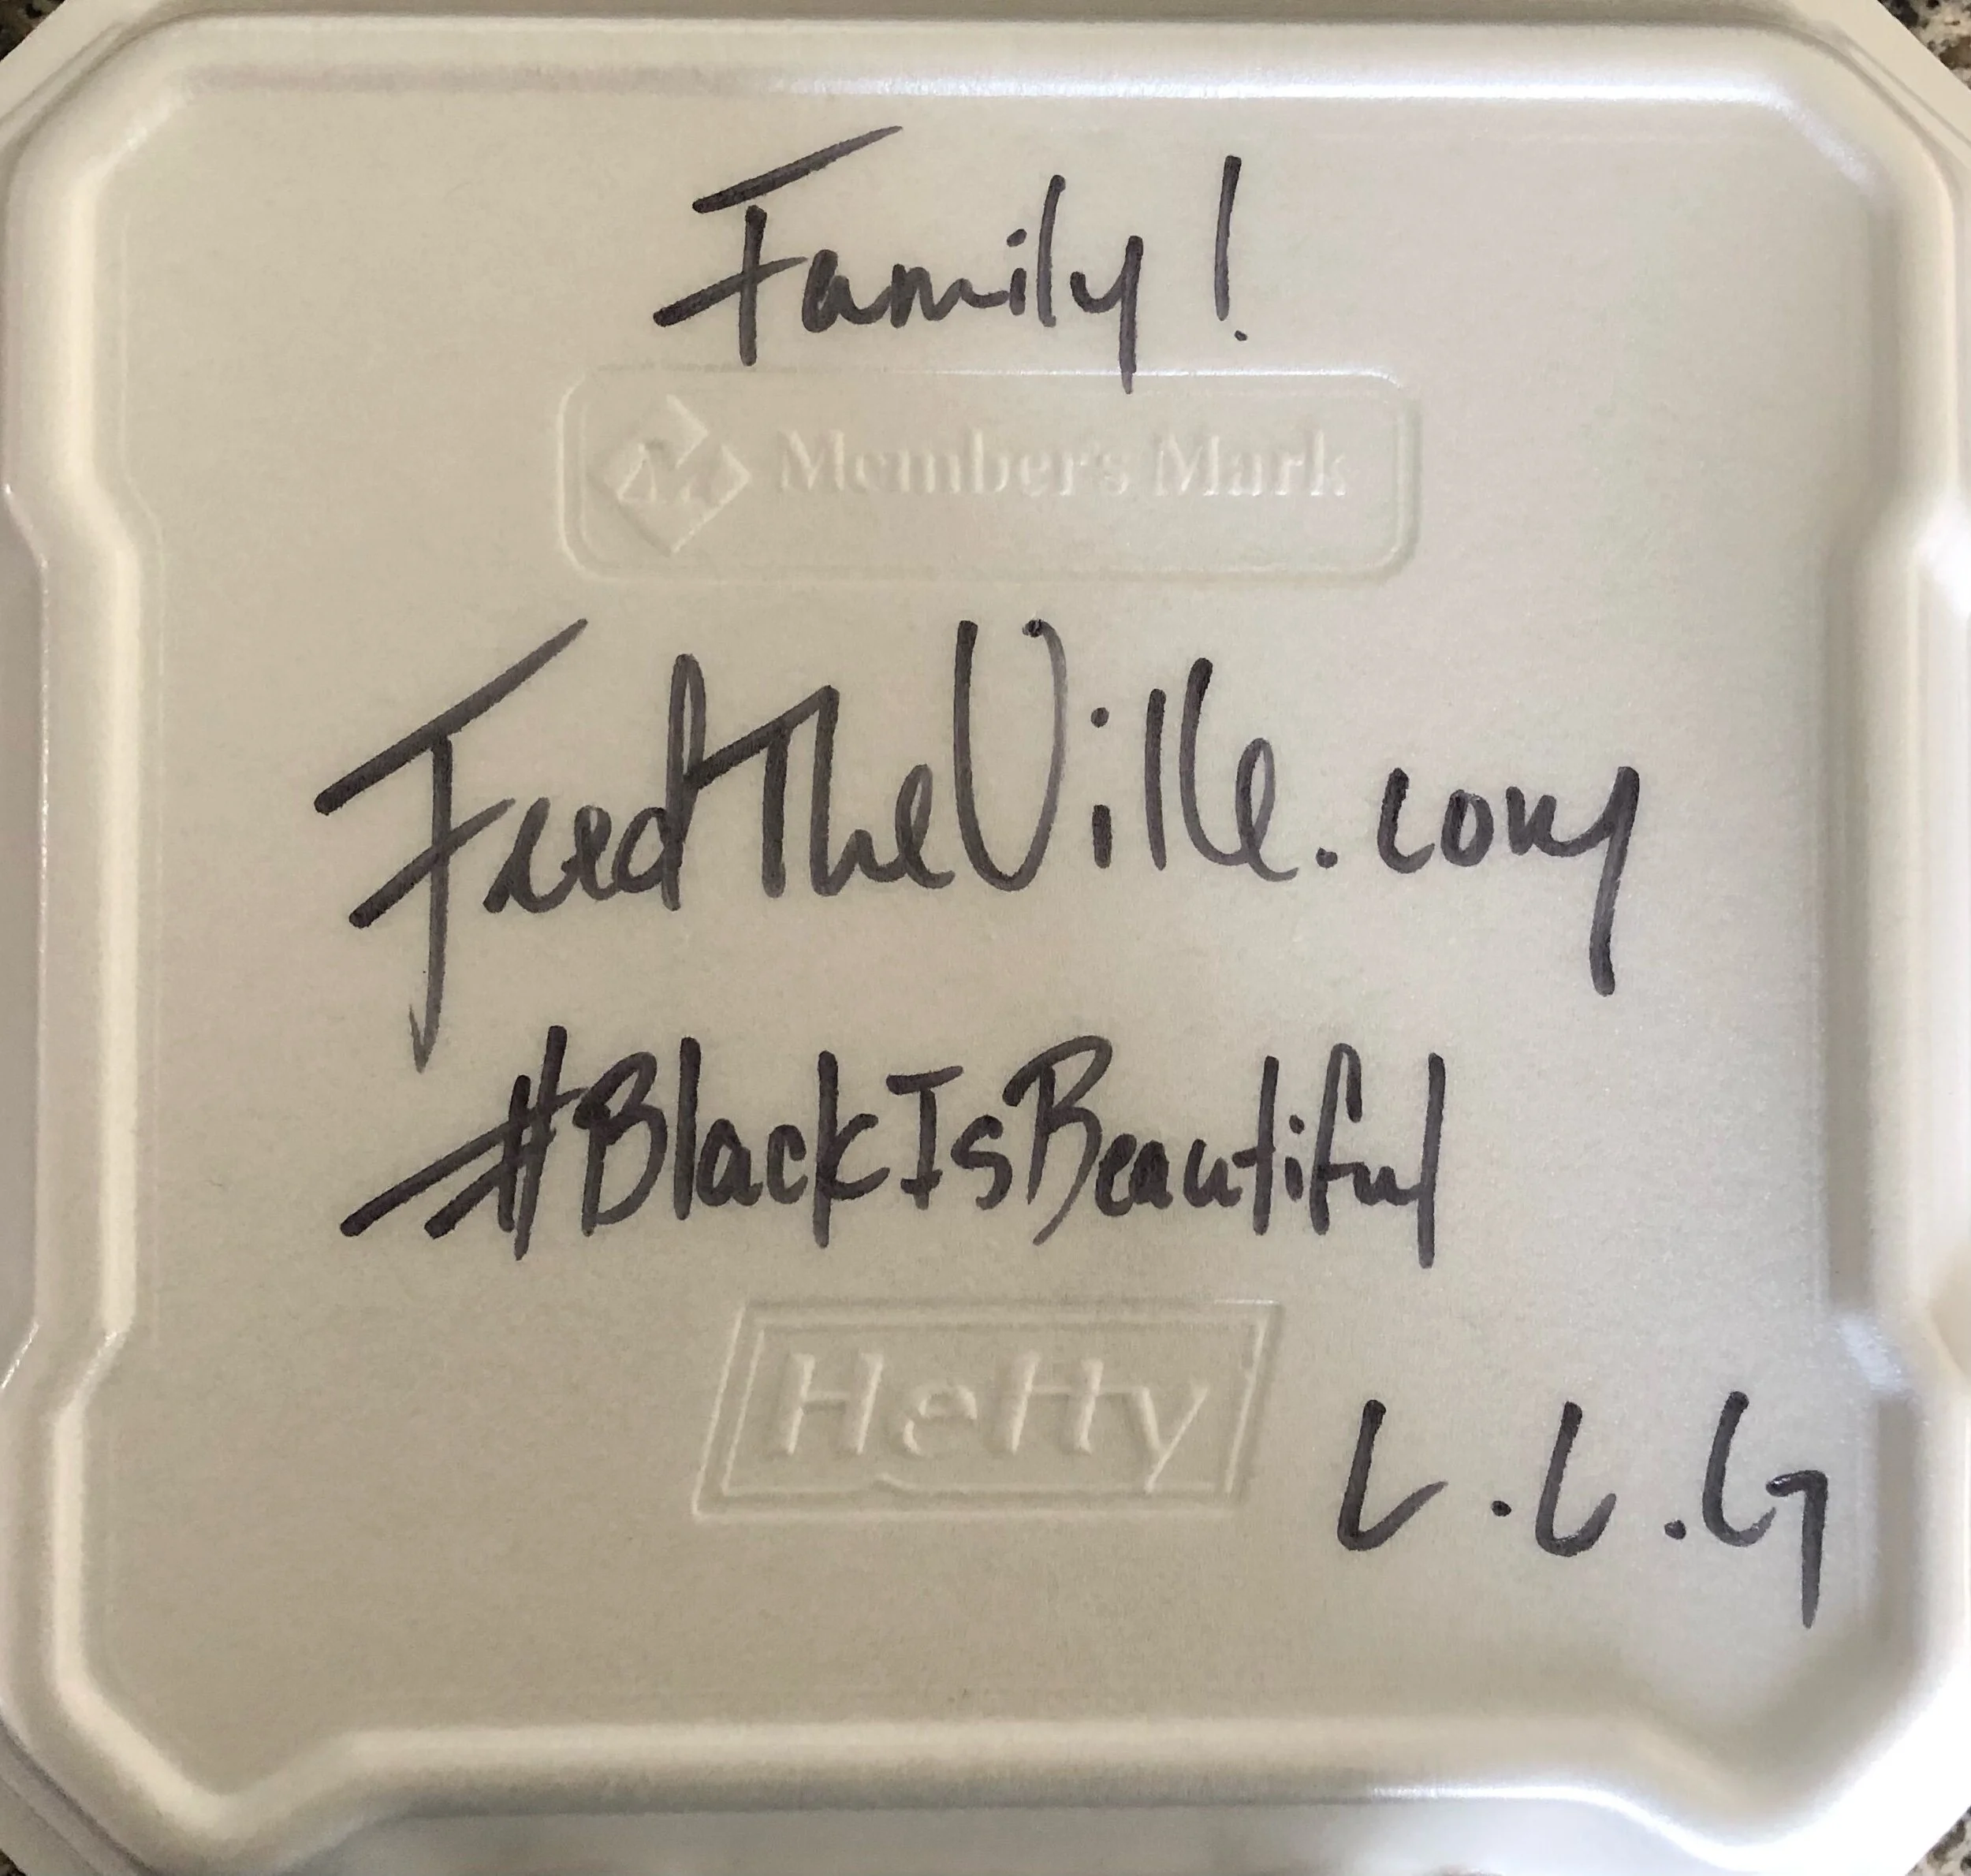 Family!
Member's Mark
FeedTheVille.com
#BlackIsBeautiful
Hefty
L.L.G